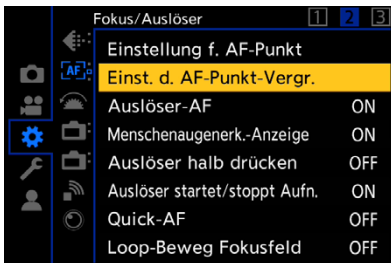 Fokus/Auslöser 1 2 3
Einstellung f. AF-Punkt
AF
Einst. d. AF-Punkt-Vergr.
Auslöser-AF ON
Menschenaugenerk.-Anzeige ON
Auslöser halb drücken OFF
Auslöser startet/stoppt Aufn. ON
Quick-AF OFF
Loop-Beweg Fokusfeld OFF